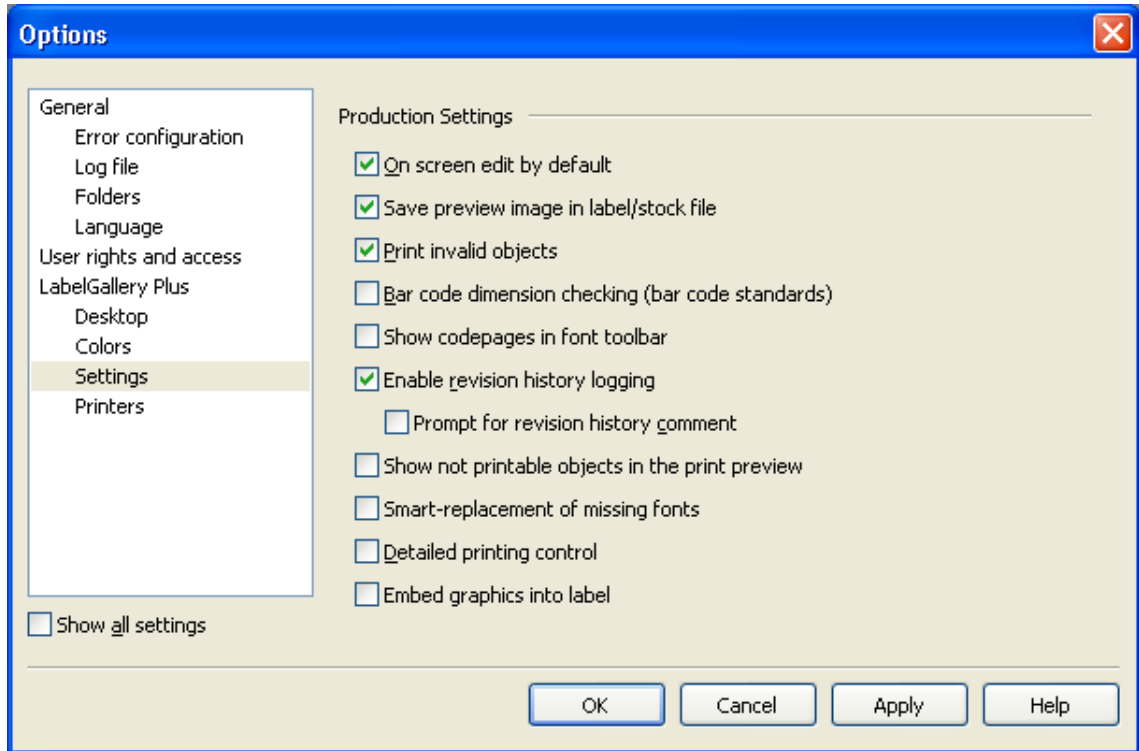 Options
General
Error configuration
Log file
Folders
Language
User rights and access
LabelGallery Plus
Desktop
Colors
Settings
Printers
Show all settings
Production Settings
On screen edit by default
Save preview image in label/stock file
Print invalid objects
Bar code dimension checking (bar code standards)
Show codepages in font toolbar
Enable revision history logging
Prompt for revision history comment
Show not printable objects in the print preview
Smart-replacement of missing fonts
Detailed printing control
Embed graphics into label
OK
Cancel
Apply
Help